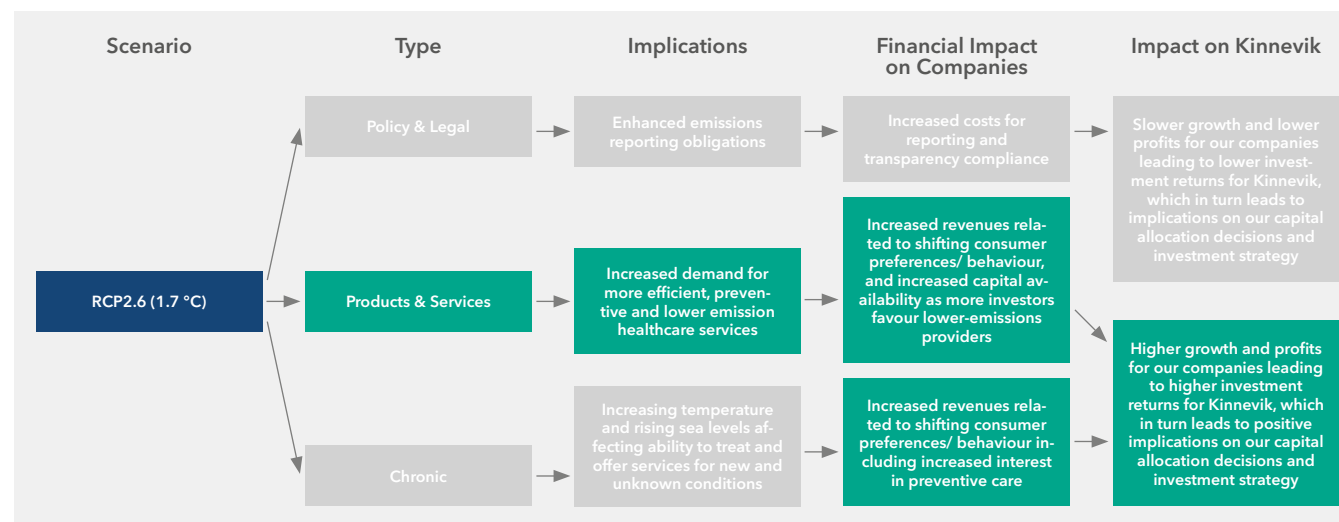 Scenario
Type
Implications
Financial Impact
on Companies
Impact on Kinnevik
Policy & Legal
Enhanced emissions
reporting obligations
Increased costs for
reporting and
transparency compliance
Slower growth and lower
profits for our companies
leading to lower invest-
ment returns for Kinnevik,
which in turn leads to
implications on our capital
allocation decisions and
investment strategy
RCP2.6 (1.7 °C)
Products & Services
Increased demand for
more efficient, preven-
tive and lower emission
healthcare services
Increased revenues rela-
ted to shifting consumer
preferences/ behaviour,
and increased capital av-
ailability as more investors
favour lower-emissions
providers
Higher growth and profits
for our companies leading
to higher investment
returns for Kinnevik, which
in turn leads to positive
implications on our capital
allocation decisions and
investment strategy
Chronic
Increasing temperature
and rising sea levels af-
fecting ability to treat and
offer services for new and
unknown conditions
Increased revenues rela-
ted to shifting consumer
preferences/ behaviour in-
cluding increased interest
in preventive care